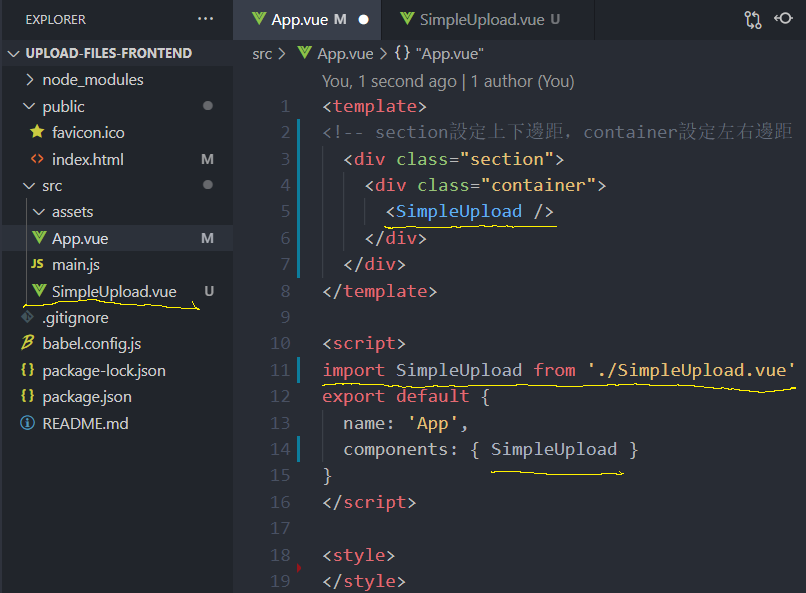 EXPLORER ...
UPLOAD-FILES-FRONTEND
node_modules
public
favicon.ico
index.html M
src
assets
App.vue M
JS main.js
SimpleUpload.vue U
.gitignore
babel.config.js
{} package-lock.json
{} package.json
README.md
App.vue M ● SimpleUpload.vue U
src > App.vue > {} "App.vue"
You, 1 second ago | 1 author (You)
1 <template>
2 <!-- section設定上下邊距，container設定左右邊距
3 <div class="section">
4 <div class="container">
5 <SimpleUpload />
6 </div>
7 </div>
8 </template>
9
10 <script>
11 import SimpleUpload from './SimpleUpload.vue'
12 export default {
13 name: 'App',
14 components: { SimpleUpload }
15 }
16 </script>
17
18 <style>
19 </style>